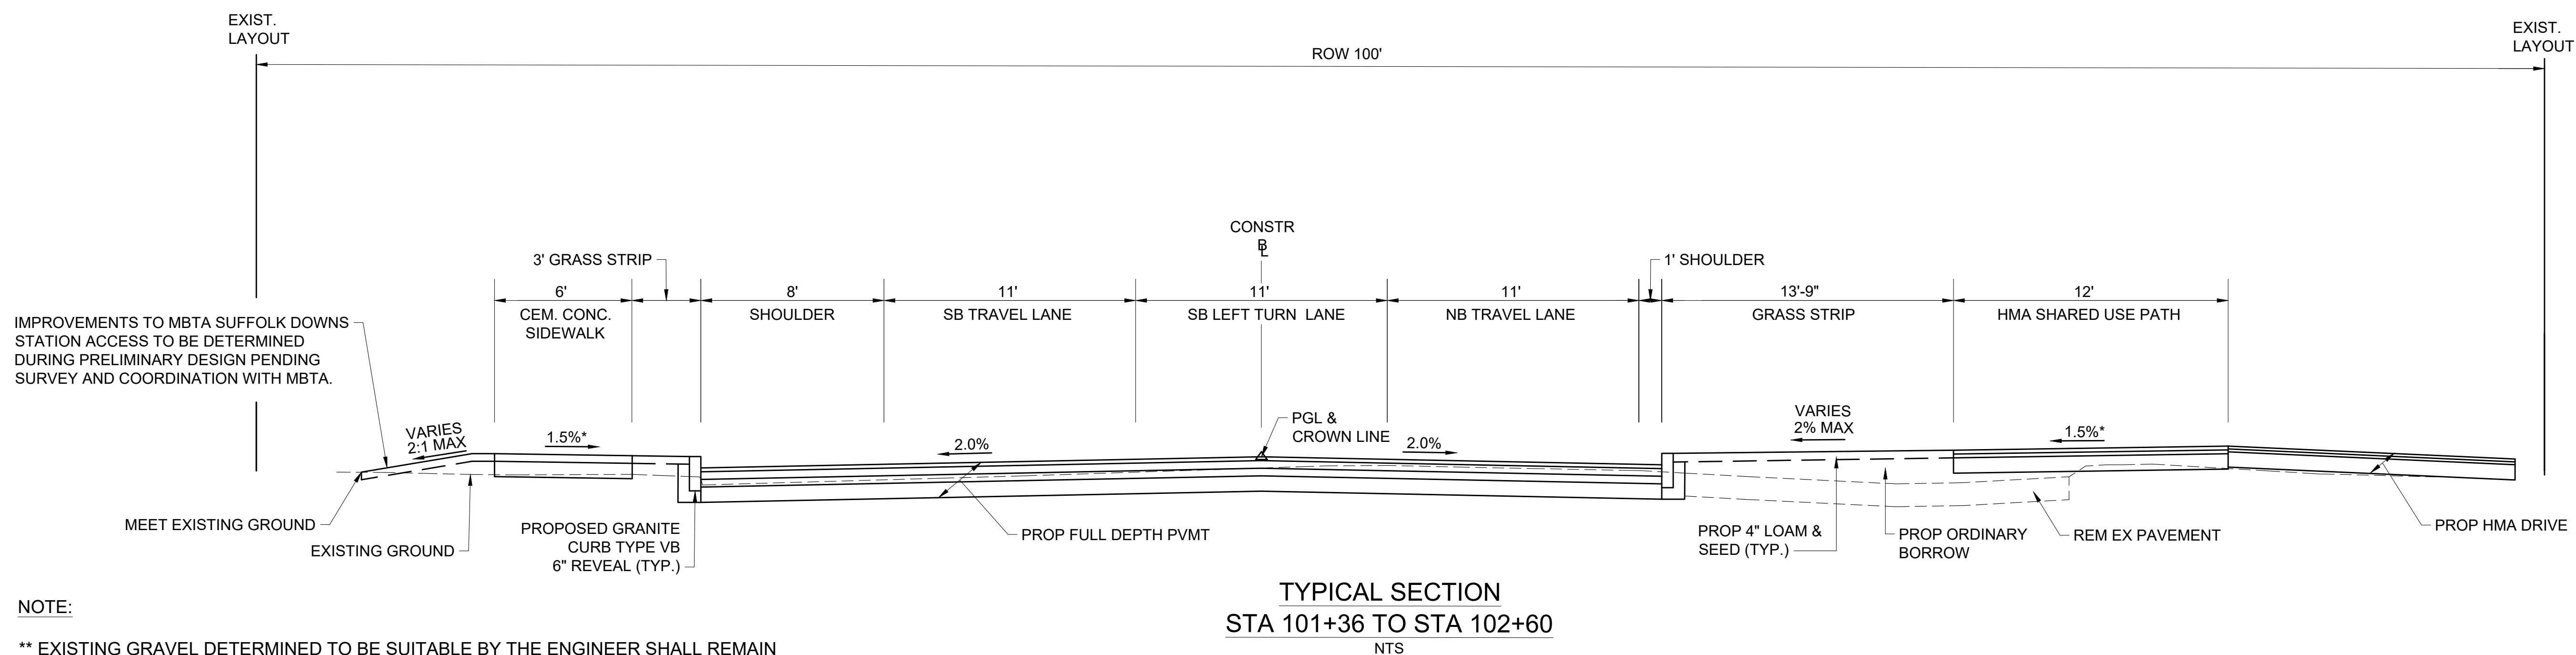 EXIST.
LAYOUT
EXIST.
LAYOUT
ROW 100'
CONSTR
BL
3' GRASS STRIP
1' SHOULDER
6'
8'
11'
11'
11'
13'-9"
12'
CEM. CONC.
SIDEWALK
SHOULDER
SB TRAVEL LANE
SB LEFT TURN LANE
NB TRAVEL LANE
GRASS STRIP
HMA SHARED USE PATH
IMPROVEMENTS TO MBTA SUFFOLK DOWNS
STATION ACCESS TO BE DETERMINED
DURING PRELIMINARY DESIGN PENDING
SURVEY AND COORDINATION WITH MBTA.
VARIES
2:1 MAX
1.5%*
2.0%
PGL &
CROWN LINE
2.0%
VARIES
2% MAX
1.5%*
MEET EXISTING GROUND
EXISTING GROUND
PROPOSED GRANITE
CURB TYPE VB
6" REVEAL (TYP.)
PROP FULL DEPTH PVMT
PROP 4" LOAM &
SEED (TYP.)
PROP ORDINARY
BORROW
REM EX PAVEMENT
PROP HMA DRIVE
TYPICAL SECTION
STA 101+36 TO STA 102+60
NTS
NOTE:
** EXISTING GRAVEL DETERMINED TO BE SUITABLE BY THE ENGINEER SHALL REMAIN